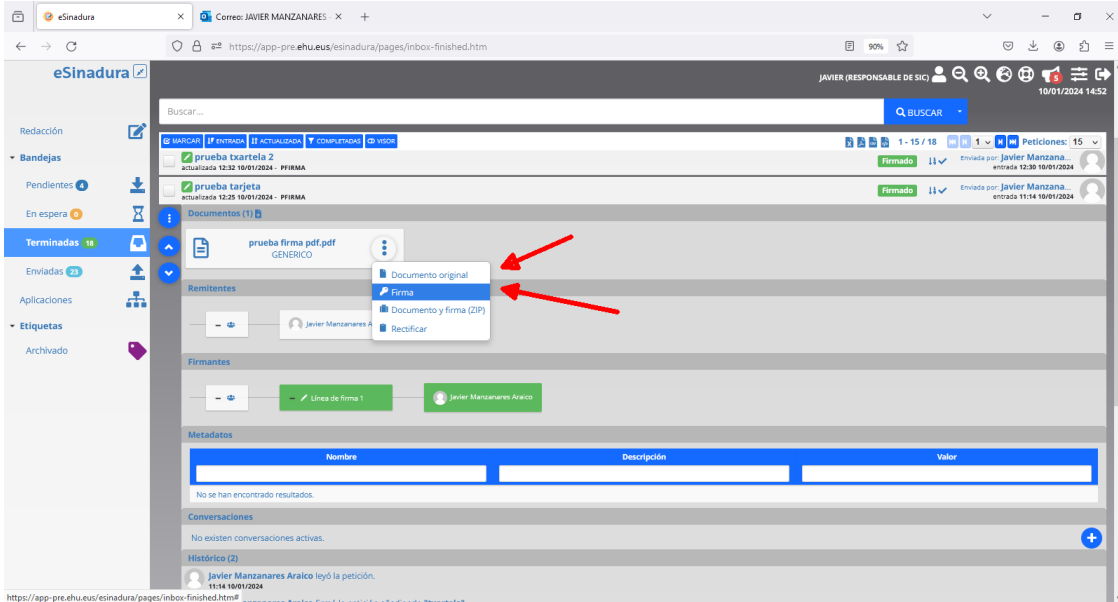 eSinadura
Correo: JAVIER MANZANARES -
https://app-pre.ehu.eus/esinadura/pages/inbox-finished.htm
90%
eSinadura
JAVIER (RESPONSABLE DE SIC)
5
10/01/2024 14:52
Buscar...
BUSCAR
Redacción
Bandejas
Pendientes 4
En espera 0
Terminadas 18
Enviadas 23
Aplicaciones
Etiquetas
Archivado
MARCAR ENTRADA ACTUALIZADA COMPLETADAS VISOR
1 - 15 / 18
1
Peticiones: 15
prueba txartela 2
actualizada 12:32 10/01/2024 - PFIRMA
Firmado
Enviada por: Javier Manzana...
entrada 12:30 10/01/2024
prueba tarjeta
actualizada 12:25 10/01/2024 - PFIRMA
Firmado
Enviada por: Javier Manzana...
entrada 11:14 10/01/2024
Documentos (1)
prueba firma pdf.pdf
GENERICO
Documento original
Firma
Documento y firma (ZIP)
Rectificar
Remitentes
Javier Manzanares A
Firmantes
Línea de firma 1
Javier Manzanares Araico
Metadatos
Nombre Descripción Valor
No se han encontrado resultados.
Conversaciones
No existen conversaciones activas.
Histórico (2)
Javier Manzanares Araico leyó la petición.
11:14 10/01/2024
https://app-pre.ehu.eus/esinadura/pages/inbox-finished.htm#